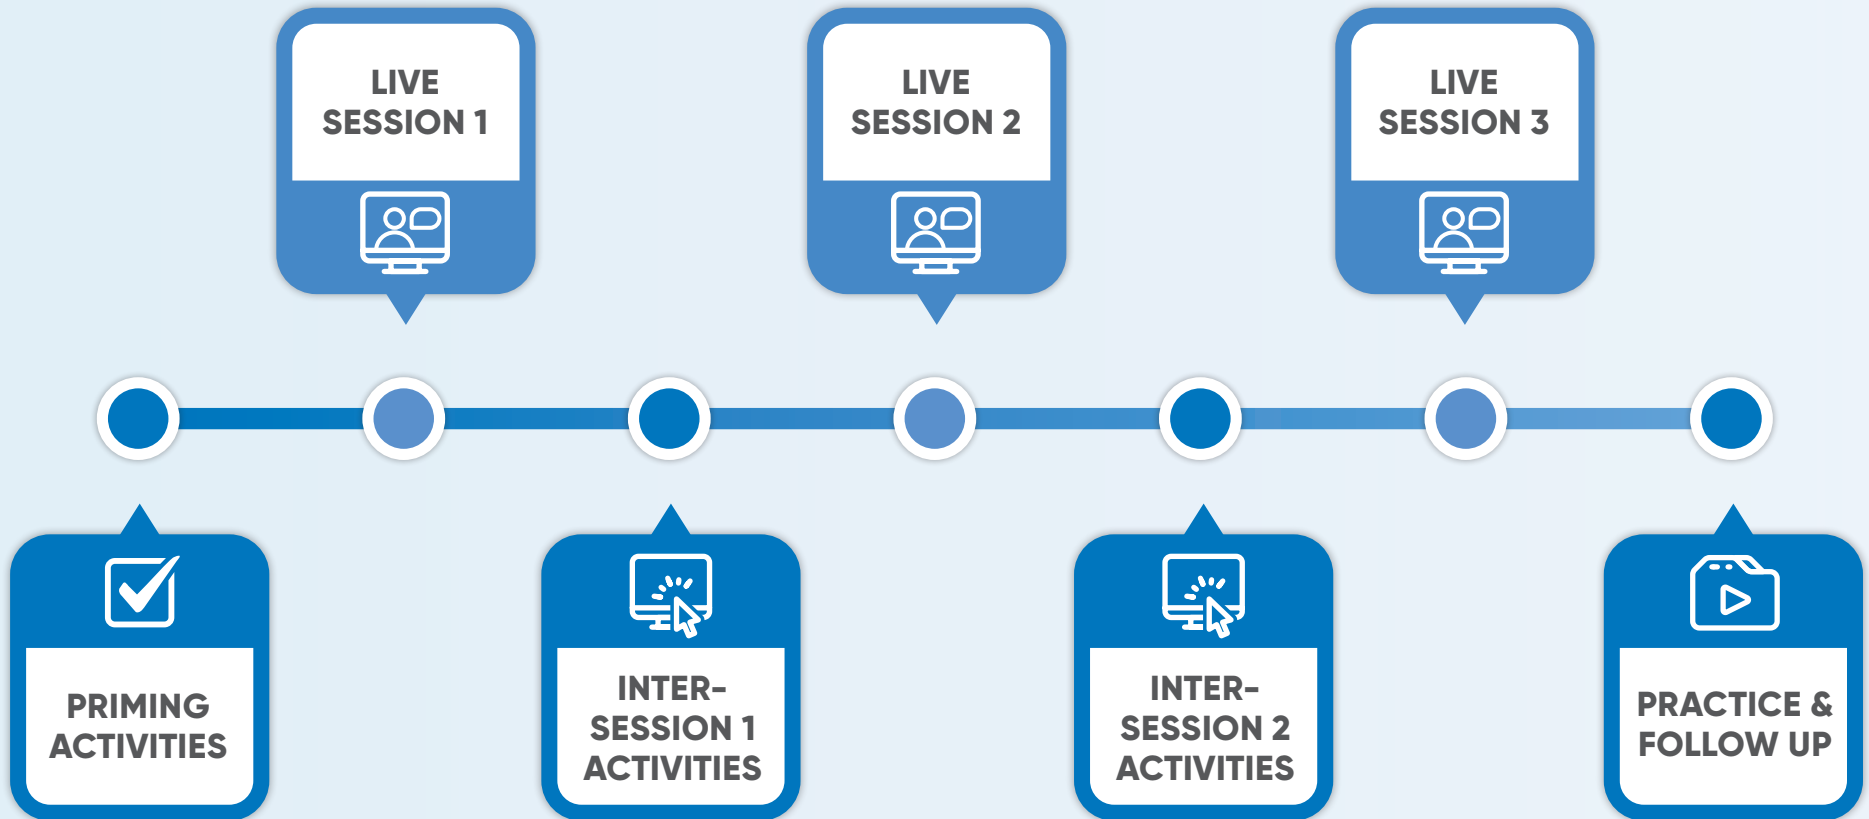 LIVE
SESSION 1
LIVE
SESSION 2
LIVE
SESSION 3
PRIMING
ACTIVITIES
INTER-
SESSION 1
ACTIVITIES
INTER-
SESSION 2
ACTIVITIES
PRACTICE &
FOLLOW UP